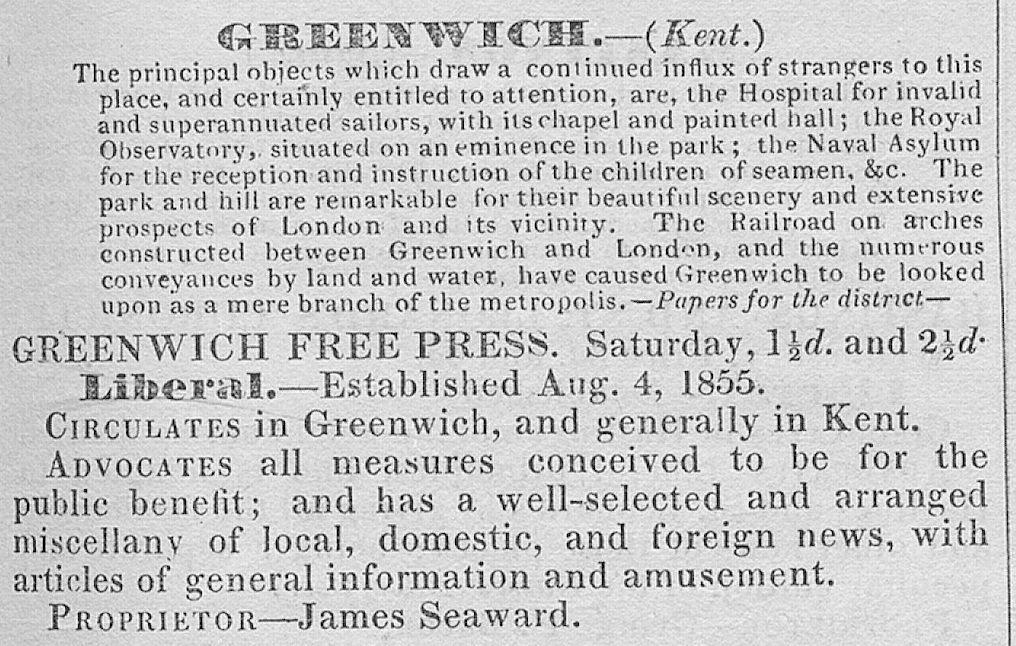 GREENWICH.—(Kent.)
The principal objects which draw a continued influx of strangers to this
place, and certainly entitled to attention, are, the Hospital for invalid
and superannuated sailors, with its chapel and painted hall; the Royal
Observatory, situated on an eminence in the park; the Naval Asylum
for the reception and instruction of the children of seamen, &c. The
park and hill are remarkable for their beautiful scenery and extensive
prospects of London and its vicinity. The Railroad on arches
constructed between Greenwich and London, and the numerous
conveyances by land and water, have caused Greenwich to be looked
upon as a mere branch of the metropolis.—Papers for the district—
GREENWICH FREE PRESS. Saturday, 1½d. and 2½d.
Liberal.—Established Aug. 4, 1855.
CIRCULATES in Greenwich, and generally in Kent.
ADVOCATES all measures conceived to be for the
public benefit; and has a well-selected and arranged
miscellany of local, domestic, and foreign news, with
articles of general information and amusement.
PROPRIETOR—James Seaward.